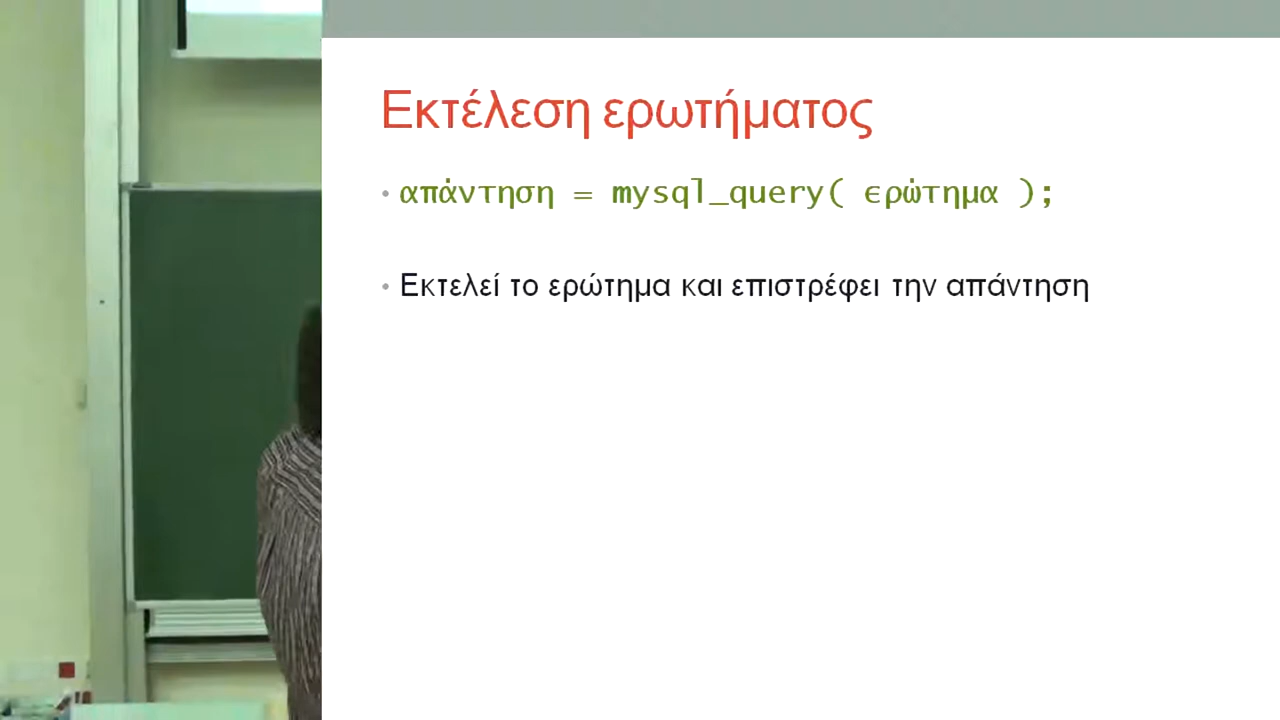 Εκτέλεση ερωτήματος
• απάντηση = mysql_query( ερώτημα );
• Εκτελεί το ερώτημα και επιστρέφει την απάντηση